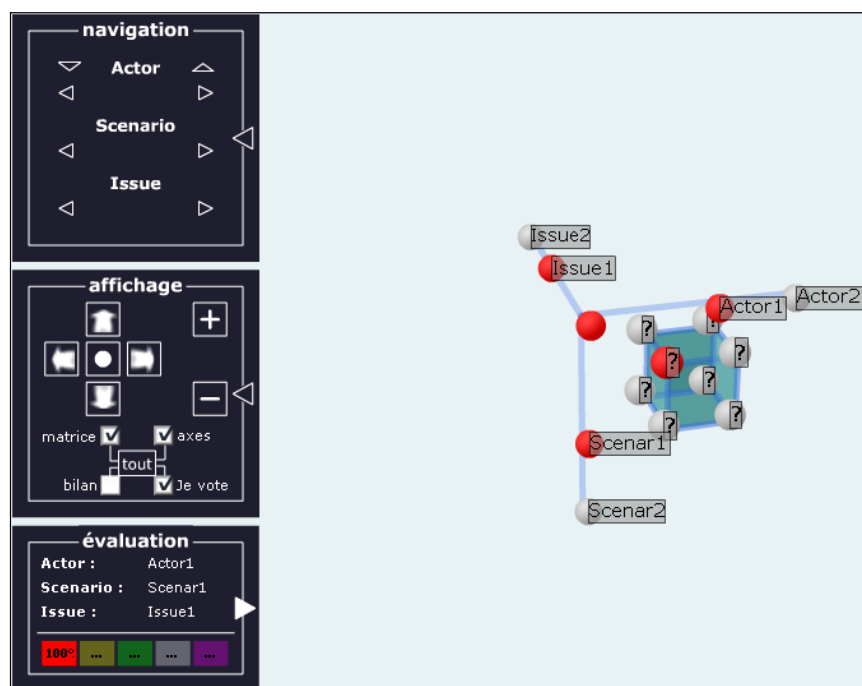 navigation
Actor
Scenario
Issue
affichage
matrice axes
tout
bilan Je vote
évaluation
Actor : Actor1
Scenario : Scenar1
Issue : Issue1
100° ... ... ... ...
Issue2
Issue1
Actor2
Actor1
?
?
?
?
?
?
?
?
Scenar1
Scenar2